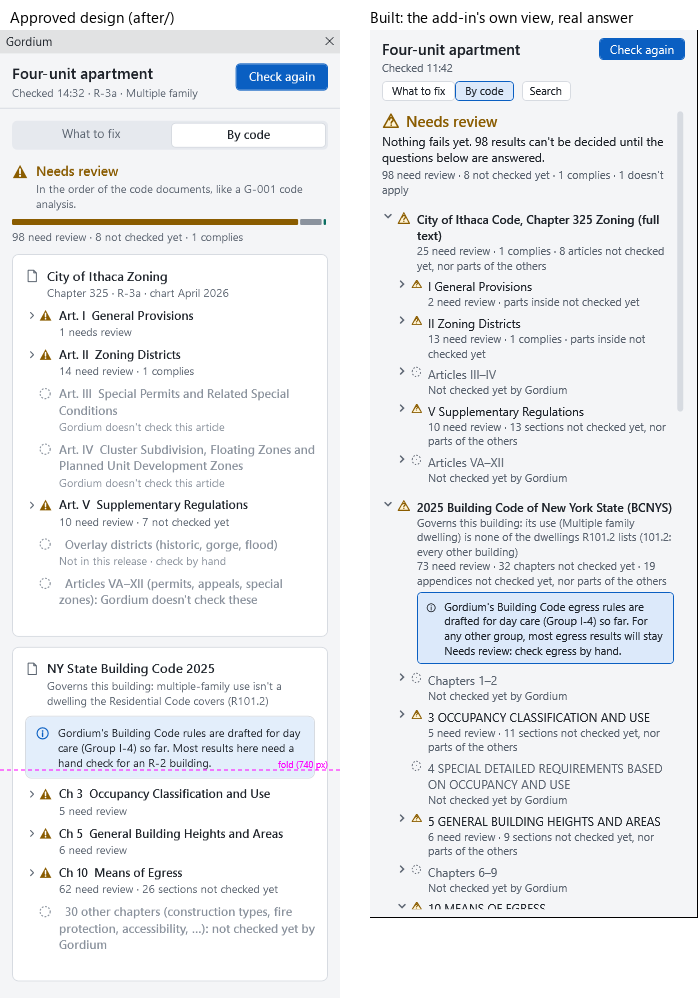 Approved design (after/)
Gordium
Four-unit apartment
Check again
Checked 14:32 · R-3a · Multiple family
What to fix
By code
Needs review
In the order of the code documents, like a G-001 code
analysis.
98 need review · 8 not checked yet · 1 complies
City of Ithaca Zoning
Chapter 325 · R-3a · chart April 2026
Art. I General Provisions
1 needs review
Art. II Zoning Districts
14 need review · 1 complies
Art. III Special Permits and Related Special
Conditions
Gordium doesn't check this article
Art. IV Cluster Subdivision, Floating Zones and
Planned Unit Development Zones
Gordium doesn't check this article
Art. V Supplementary Regulations
10 need review · 7 not checked yet
Overlay districts (historic, gorge, flood)
Not in this release · check by hand
Articles VA–XII (permits, appeals, special
zones): Gordium doesn't check these
NY State Building Code 2025
Governs this building: multiple-family use isn't a
dwelling the Residential Code covers (R101.2)
Gordium's Building Code rules are drafted for day
care (Group I-4) so far. Most results here need a
hand check for an R-2 building.
fold (740 px)
Ch 3 Occupancy Classification and Use
5 need review
Ch 5 General Building Heights and Areas
6 need review
Ch 10 Means of Egress
62 need review · 26 sections not checked yet
30 other chapters (construction types, fire
protection, accessibility, …): not checked yet by
Gordium
Built: the add-in's own view, real answer
Four-unit apartment
Check again
Checked 11:42
What to fix
By code
Search
Needs review
Nothing fails yet. 98 results can't be decided until the
questions below are answered.
98 need review · 8 not checked yet · 1 complies · 1 doesn't
apply
City of Ithaca Code, Chapter 325 Zoning (full
text)
25 need review · 1 complies · 8 articles not checked
yet, nor parts of the others
I General Provisions
2 need review · parts inside not checked yet
II Zoning Districts
13 need review · 1 complies · parts inside not
checked yet
Articles III–IV
Not checked yet by Gordium
V Supplementary Regulations
10 need review · 13 sections not checked yet, nor
parts of the others
Articles VA–XII
Not checked yet by Gordium
2025 Building Code of New York State (BCNYS)
Governs this building: its use (Multiple family
dwelling) is none of the dwellings R101.2 lists (101.2:
every other building)
73 need review · 32 chapters not checked yet · 19
appendices not checked yet, nor parts of the others
Gordium's Building Code egress rules are
drafted for day care (Group I-4) so far. For
any other group, most egress results will stay
Needs review: check egress by hand.
Chapters 1–2
Not checked yet by Gordium
3 OCCUPANCY CLASSIFICATION AND USE
5 need review · 11 sections not checked yet, nor
parts of the others
4 SPECIAL DETAILED REQUIREMENTS BASED
ON OCCUPANCY AND USE
Not checked yet by Gordium
5 GENERAL BUILDING HEIGHTS AND AREAS
6 need review · 9 sections not checked yet, nor
parts of the others
Chapters 6–9
Not checked yet by Gordium
10 MEANS OF EGRESS